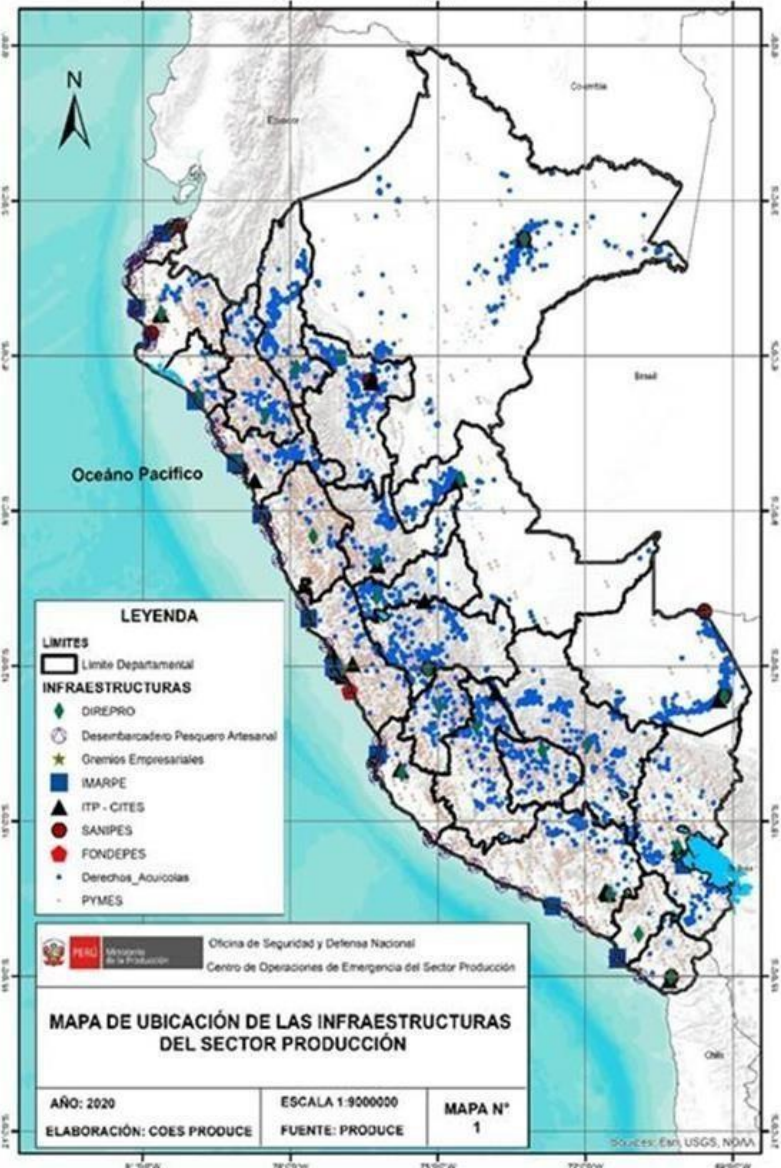 N
Colombia
Ecuador
Brasil
Oceáno Pacífico
LEYENDA
LÍMITES
Límite Departamental
INFRAESTRUCTURAS
DIREPRO
Desembarcadero Pesquero Artesanal
Gremios Empresariales
IMARPE
ITP - CITES
SANIPES
FONDEPES
Derechos_Acuicolas
PYMES
PERÚ
Ministerio
de la Producción
Oficina de Seguridad y Defensa Nacional
Centro de Operaciones de Emergencia del Sector Producción
MAPA DE UBICACIÓN DE LAS INFRAESTRUCTURAS
DEL SECTOR PRODUCCIÓN
AÑO: 2020
ELABORACIÓN: COES PRODUCE
ESCALA 1:9000000
FUENTE: PRODUCE
MAPA N°
1
Chile
Sources: Esri, USGS, NOAA